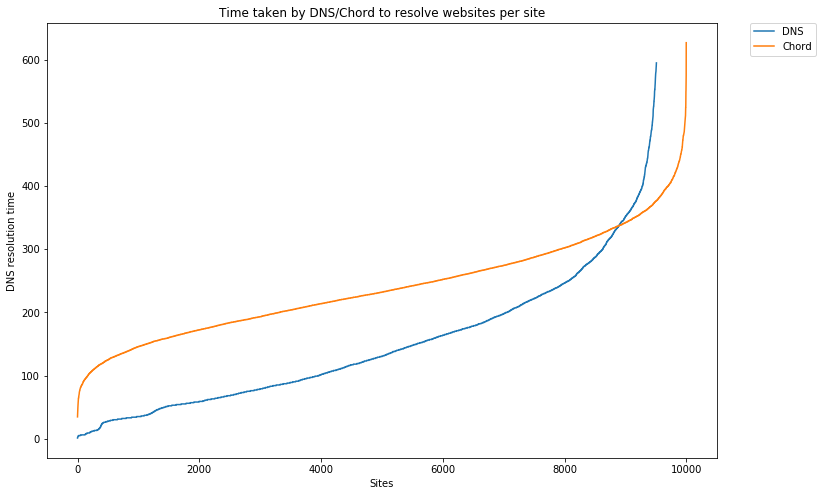 Time taken by DNS/Chord to resolve websites per site
DNS
Chord
DNS resolution time
600
500
400
300
200
100
0
0 2000 4000 6000 8000 10000
Sites